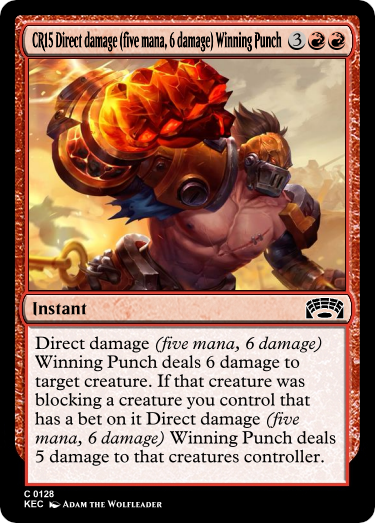 CR15 Direct damage (five mana, 6 damage) Winning Punch 3
Instant
Direct damage (five mana, 6 damage)
Winning Punch deals 6 damage to
target creature. If that creature was
blocking a creature you control that
has a bet on it Direct damage (five
mana, 6 damage) Winning Punch deals
5 damage to that creatures controller.
C 0128
KEC Adam the Wolfleader